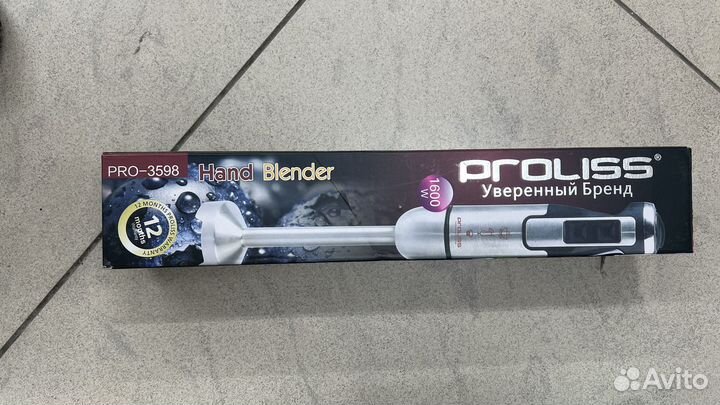 PRO-3598
Hand Blender
PROLISS®
Уверенный Бренд
1600
W
12 MONTHS PROLISS WARRANTY
12
months
PROLISS
Avito